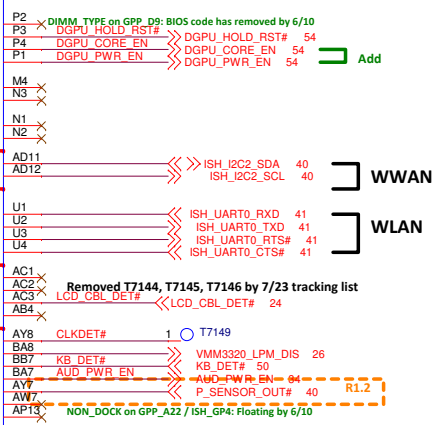 P2 DIMM_TYPE on GPP_D9: BIOS code has removed by 6/10
P3 DGPU_HOLD_RST# DGPU_HOLD_RST# 54
P4 DGPU_CORE_EN DGPU_CORE_EN 54
P1 DGPU_PWR_EN DGPU_PWR_EN 54
Add
M4
N3
N1
N2
AD11 ISH_I2C2_SDA 40
AD12 ISH_I2C2_SCL 40
WWAN
U1 ISH_UART0_RXD 41
U2 ISH_UART0_TXD 41
U3 ISH_UART0_RTS# 41
U4 ISH_UART0_CTS# 41
WLAN
AC1
AC2 Removed T7144, T7145, T7146 by 7/23 tracking list
AC3 LCD_CBL_DET# LCD_CBL_DET# 24
AB4
AY8 CLKDET# 1 T7149
BA8 VMM3320_LPM_DIS 26
BB7 KB_DET# KB_DET# 50
BA7 AUD_PWR_EN AUD_PWR_EN 64
AY7 P_SENSOR_OUT# 40
R1.2
AW7
AP13 NON_DOCK on GPP_A22 / ISH_GP4: Floating by 6/10